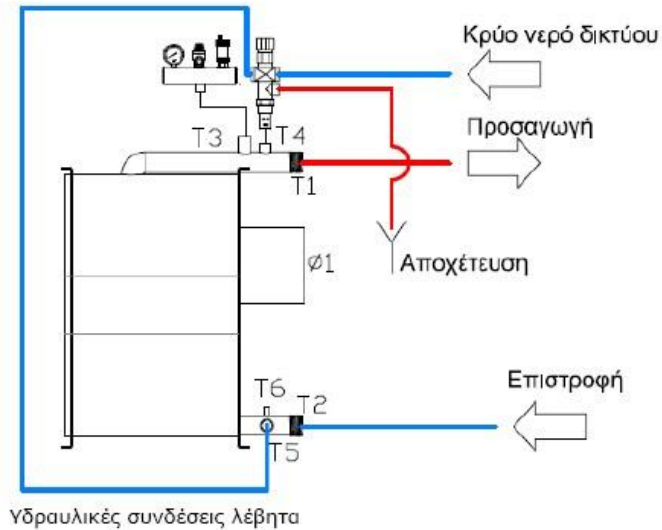 Κρύο νερό δικτύου
Προσαγωγή
T3
T4
T1
Ø1
Αποχέτευση
Επιστροφή
T6
T2
T5
Υδραυλικές συνδέσεις λέβητα